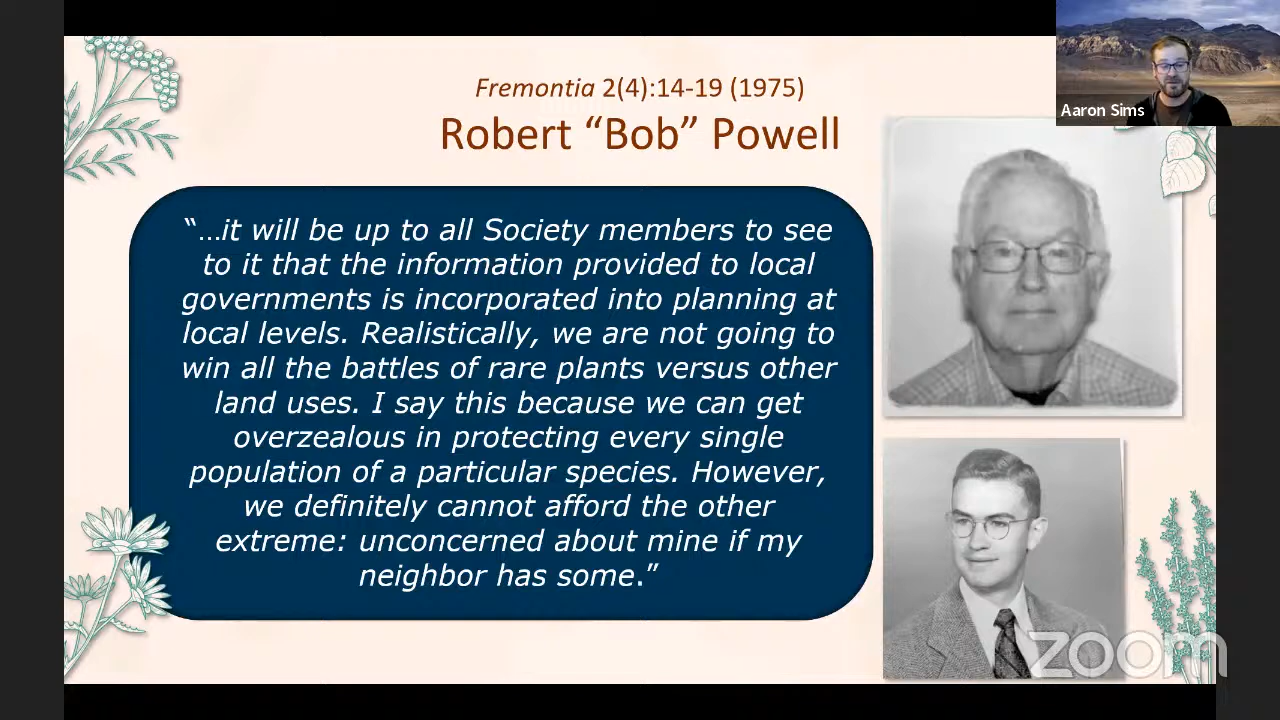 Fremontia 2(4):14-19 (1975)
Robert “Bob” Powell
Aaron Sims
“…it will be up to all Society members to see
to it that the information provided to local
governments is incorporated into planning at
local levels. Realistically, we are not going to
win all the battles of rare plants versus other
land uses. I say this because we can get
overzealous in protecting every single
population of a particular species. However,
we definitely cannot afford the other
extreme: unconcerned about mine if my
neighbor has some.”
zoom